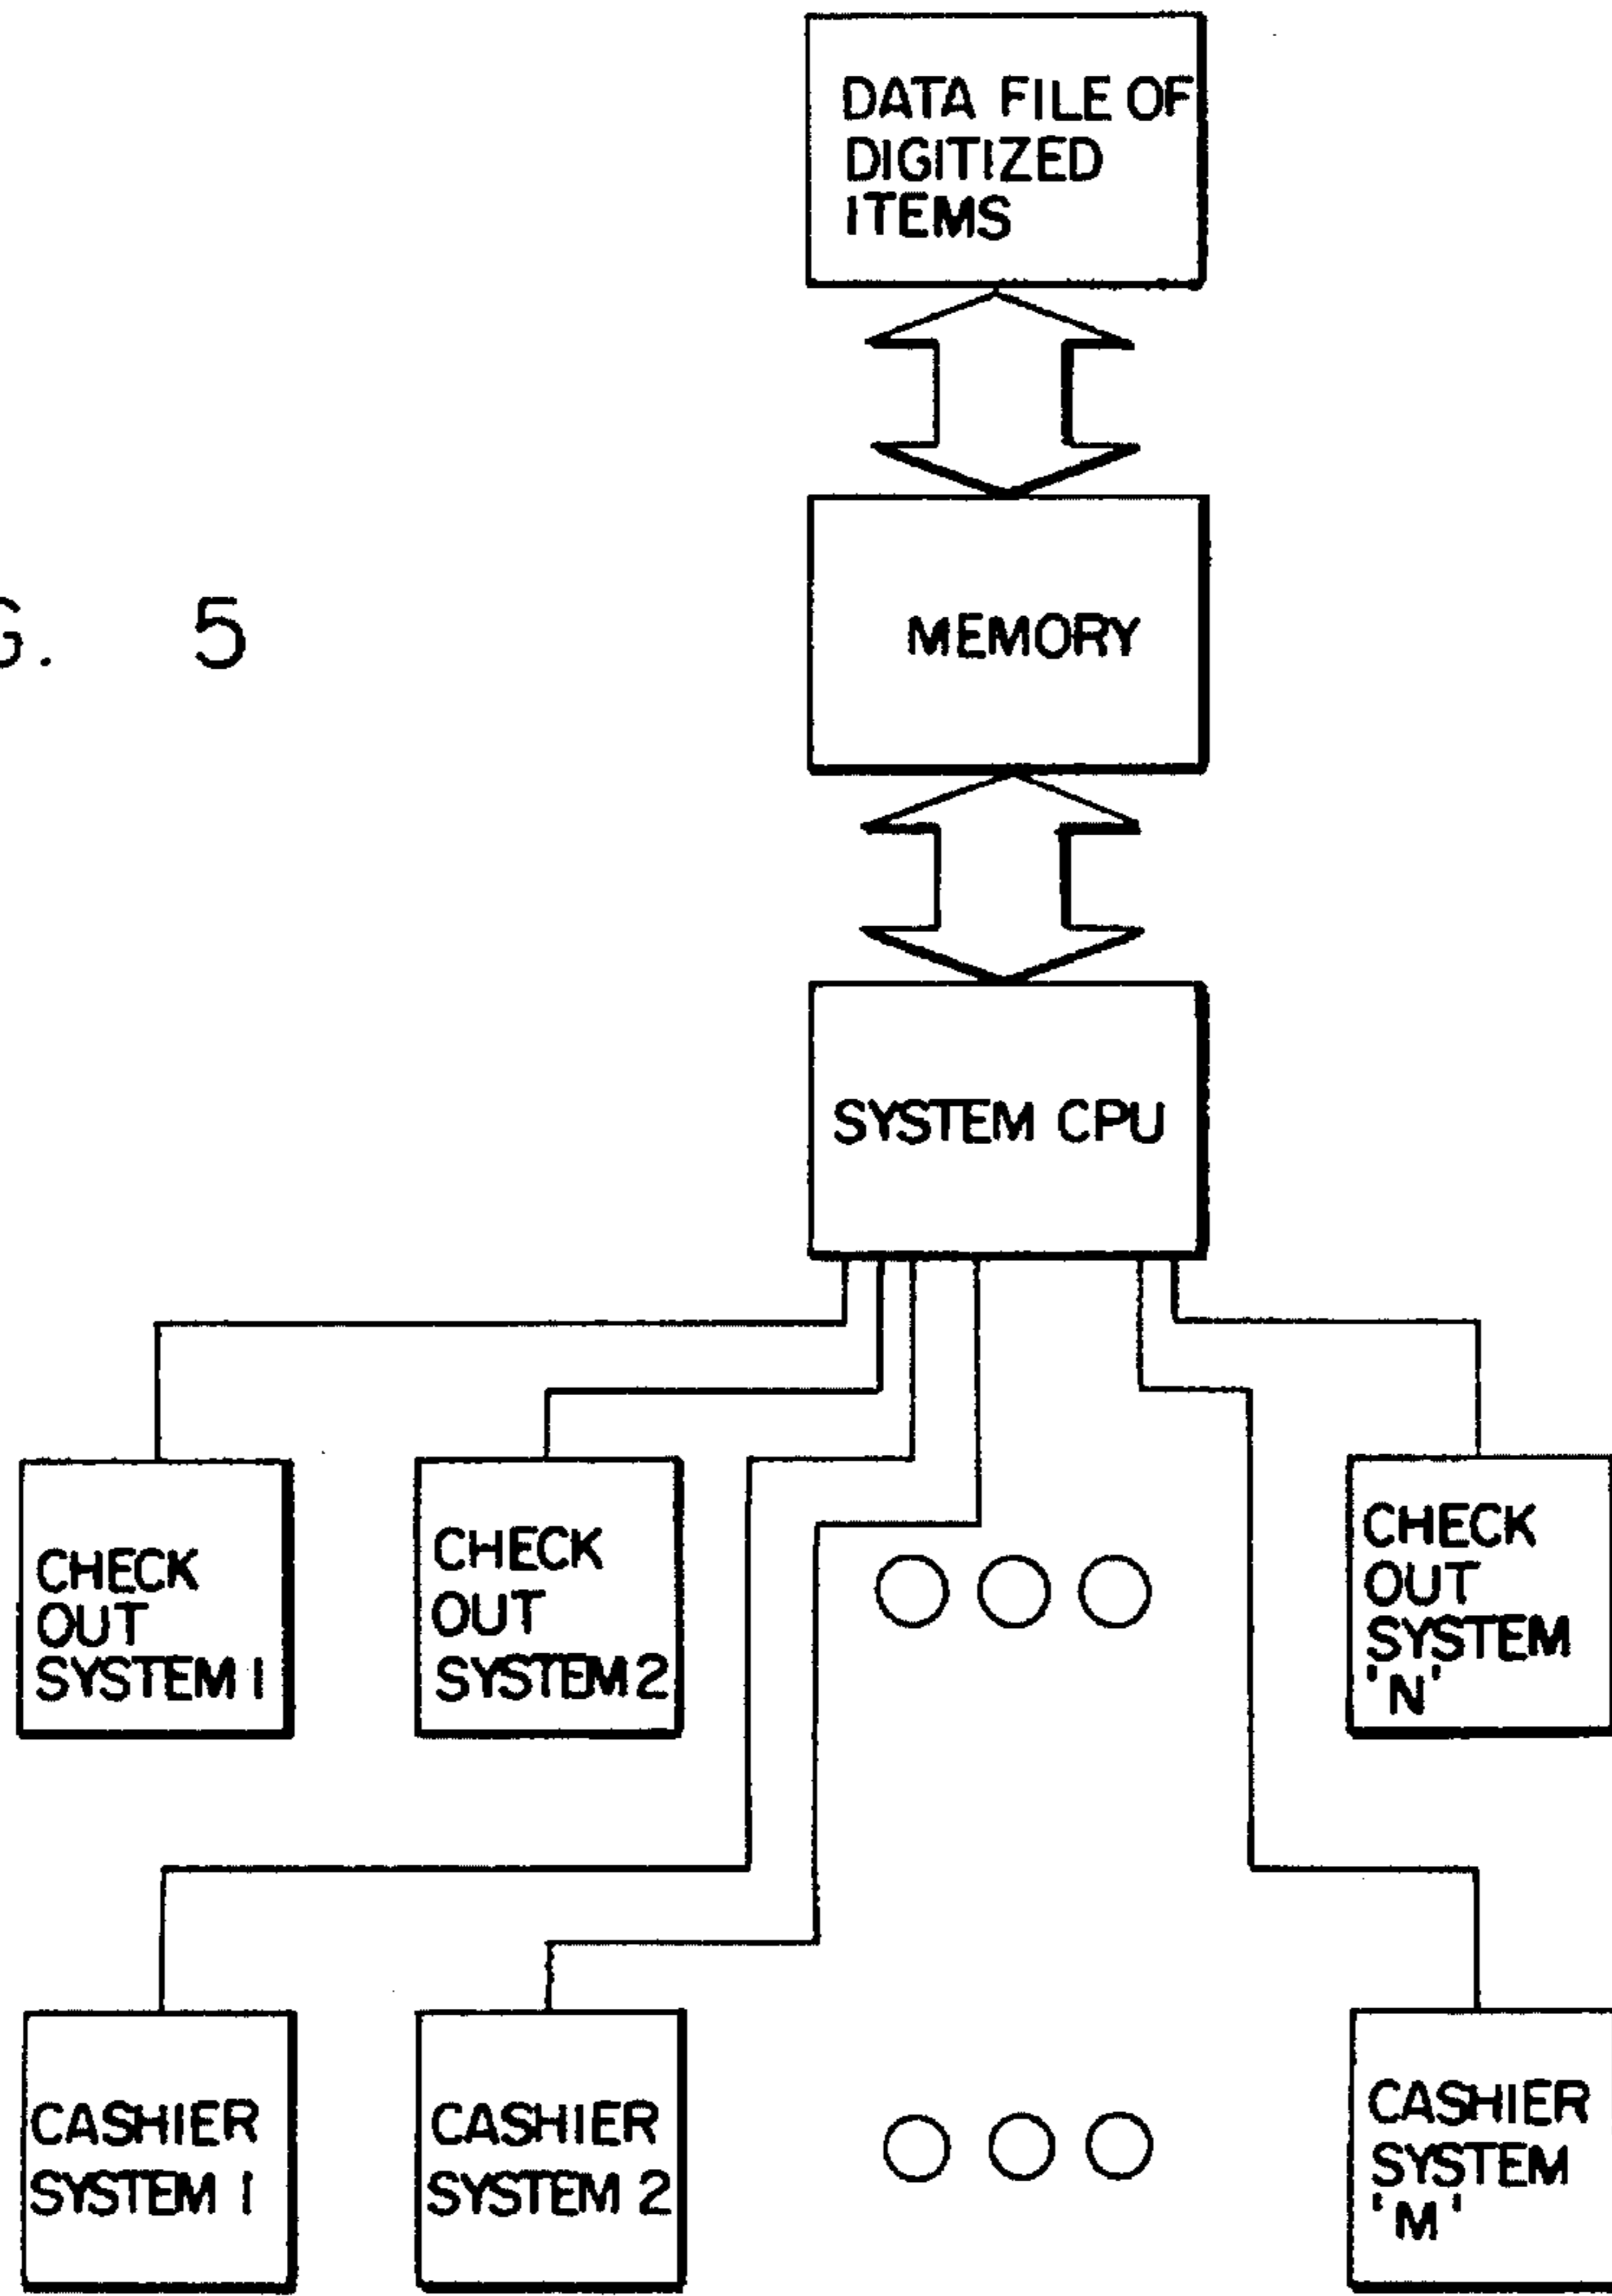 DATA FILE OF
DIGITIZED
ITEMS
G. 5
MEMORY
SYSTEM CPU
CHECK
OUT
SYSTEM 1
CHECK
OUT
SYSTEM 2
CHECK
OUT
SYSTEM
'N'
CASHIER
SYSTEM 1
CASHIER
SYSTEM 2
CASHIER
SYSTEM
'M'